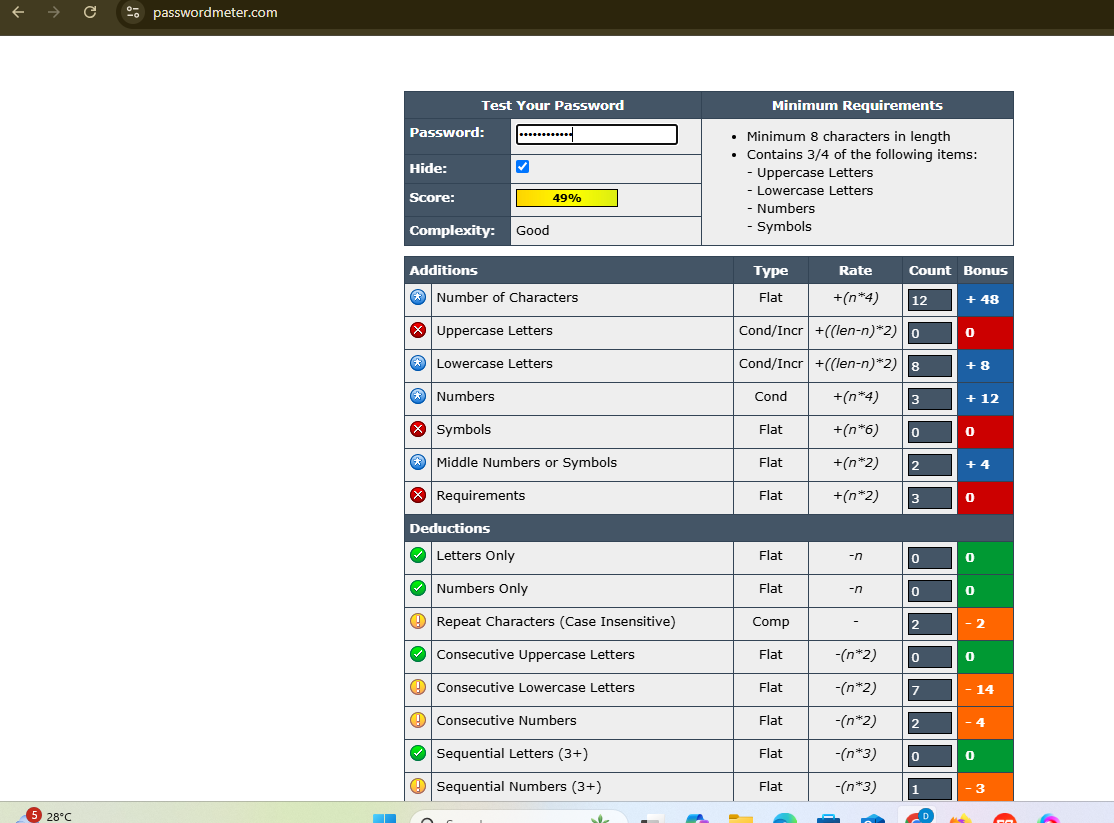 passwordmeter.com
Test Your Password Minimum Requirements
Password: ••••••••••••
Hide:
Score: 49%
Complexity: Good
• Minimum 8 characters in length
• Contains 3/4 of the following items:
- Uppercase Letters
- Lowercase Letters
- Numbers
- Symbols
Additions Type Rate Count Bonus
Number of Characters Flat +(n*4) 12 + 48
Uppercase Letters Cond/Incr +((len-n)*2) 0 0
Lowercase Letters Cond/Incr +((len-n)*2) 8 + 8
Numbers Cond +(n*4) 3 + 12
Symbols Flat +(n*6) 0 0
Middle Numbers or Symbols Flat +(n*2) 2 + 4
Requirements Flat +(n*2) 3 0
Deductions
Letters Only Flat -n 0 0
Numbers Only Flat -n 0 0
Repeat Characters (Case Insensitive) Comp - 2 - 2
Consecutive Uppercase Letters Flat -(n*2) 0 0
Consecutive Lowercase Letters Flat -(n*2) 7 - 14
Consecutive Numbers Flat -(n*2) 2 - 4
Sequential Letters (3+) Flat -(n*3) 0 0
Sequential Numbers (3+) Flat -(n*3) 1 - 3
5 28°C D